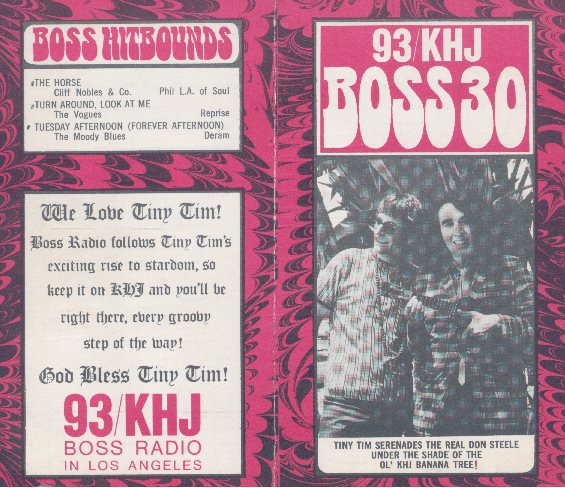 BOSS HITBOUNDS
THE HORSE
Cliff Nobles & Co. Phil L.A. of Soul
TURN AROUND, LOOK AT ME
The Vogues Reprise
TUESDAY AFTERNOON (FOREVER AFTERNOON)
The Moody Blues Deram
We Love Tiny Tim!
Boss Radio follows Tiny Tim's
exciting rise to stardom, so
keep it on KHJ and you'll be
right there, every groovy
step of the way!
God Bless Tiny Tim!
93/KHJ
BOSS RADIO
IN LOS ANGELES
93/KHJ
BOSS 30
TINY TIM SERENADES THE REAL DON STEELE
UNDER THE SHADE OF THE
OL' KHJ BANANA TREE!